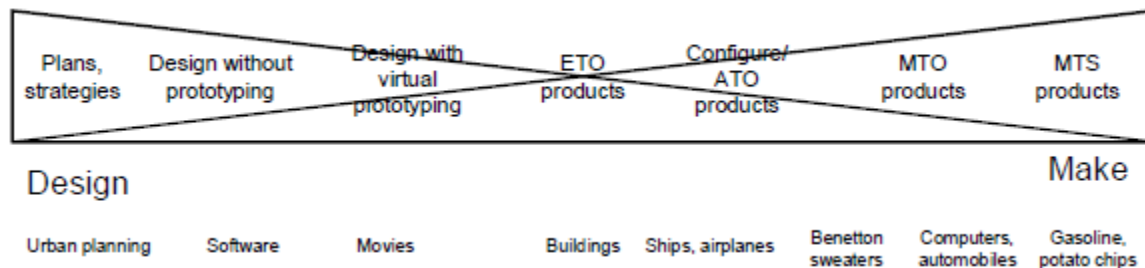 Plans,
strategies
Design without
prototyping
Design with
virtual
prototyping
ETO
products
Configure/
ATO
products
MTO
products
MTS
products
Design
Make
Urban planning
Software
Movies
Buildings
Ships, airplanes
Benetton
sweaters
Computers,
automobiles
Gasoline,
potato chips